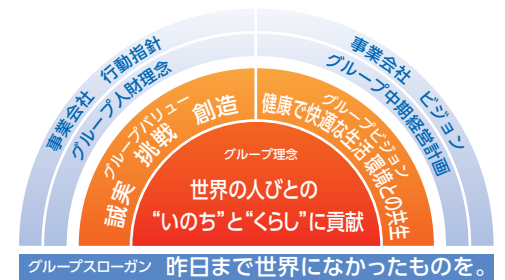 事業会社 行動指針
グループ人財理念
グループバリュー
誠実 挑戦 創造
事業会社 ビジョン
グループ中期経営計画
グループビジョン
健康で快適な生活
環境との共生
グループ理念
世界の人びとの
“いのち”と“くらし”に貢献
グループスローガン 昨日まで世界になかったものを。